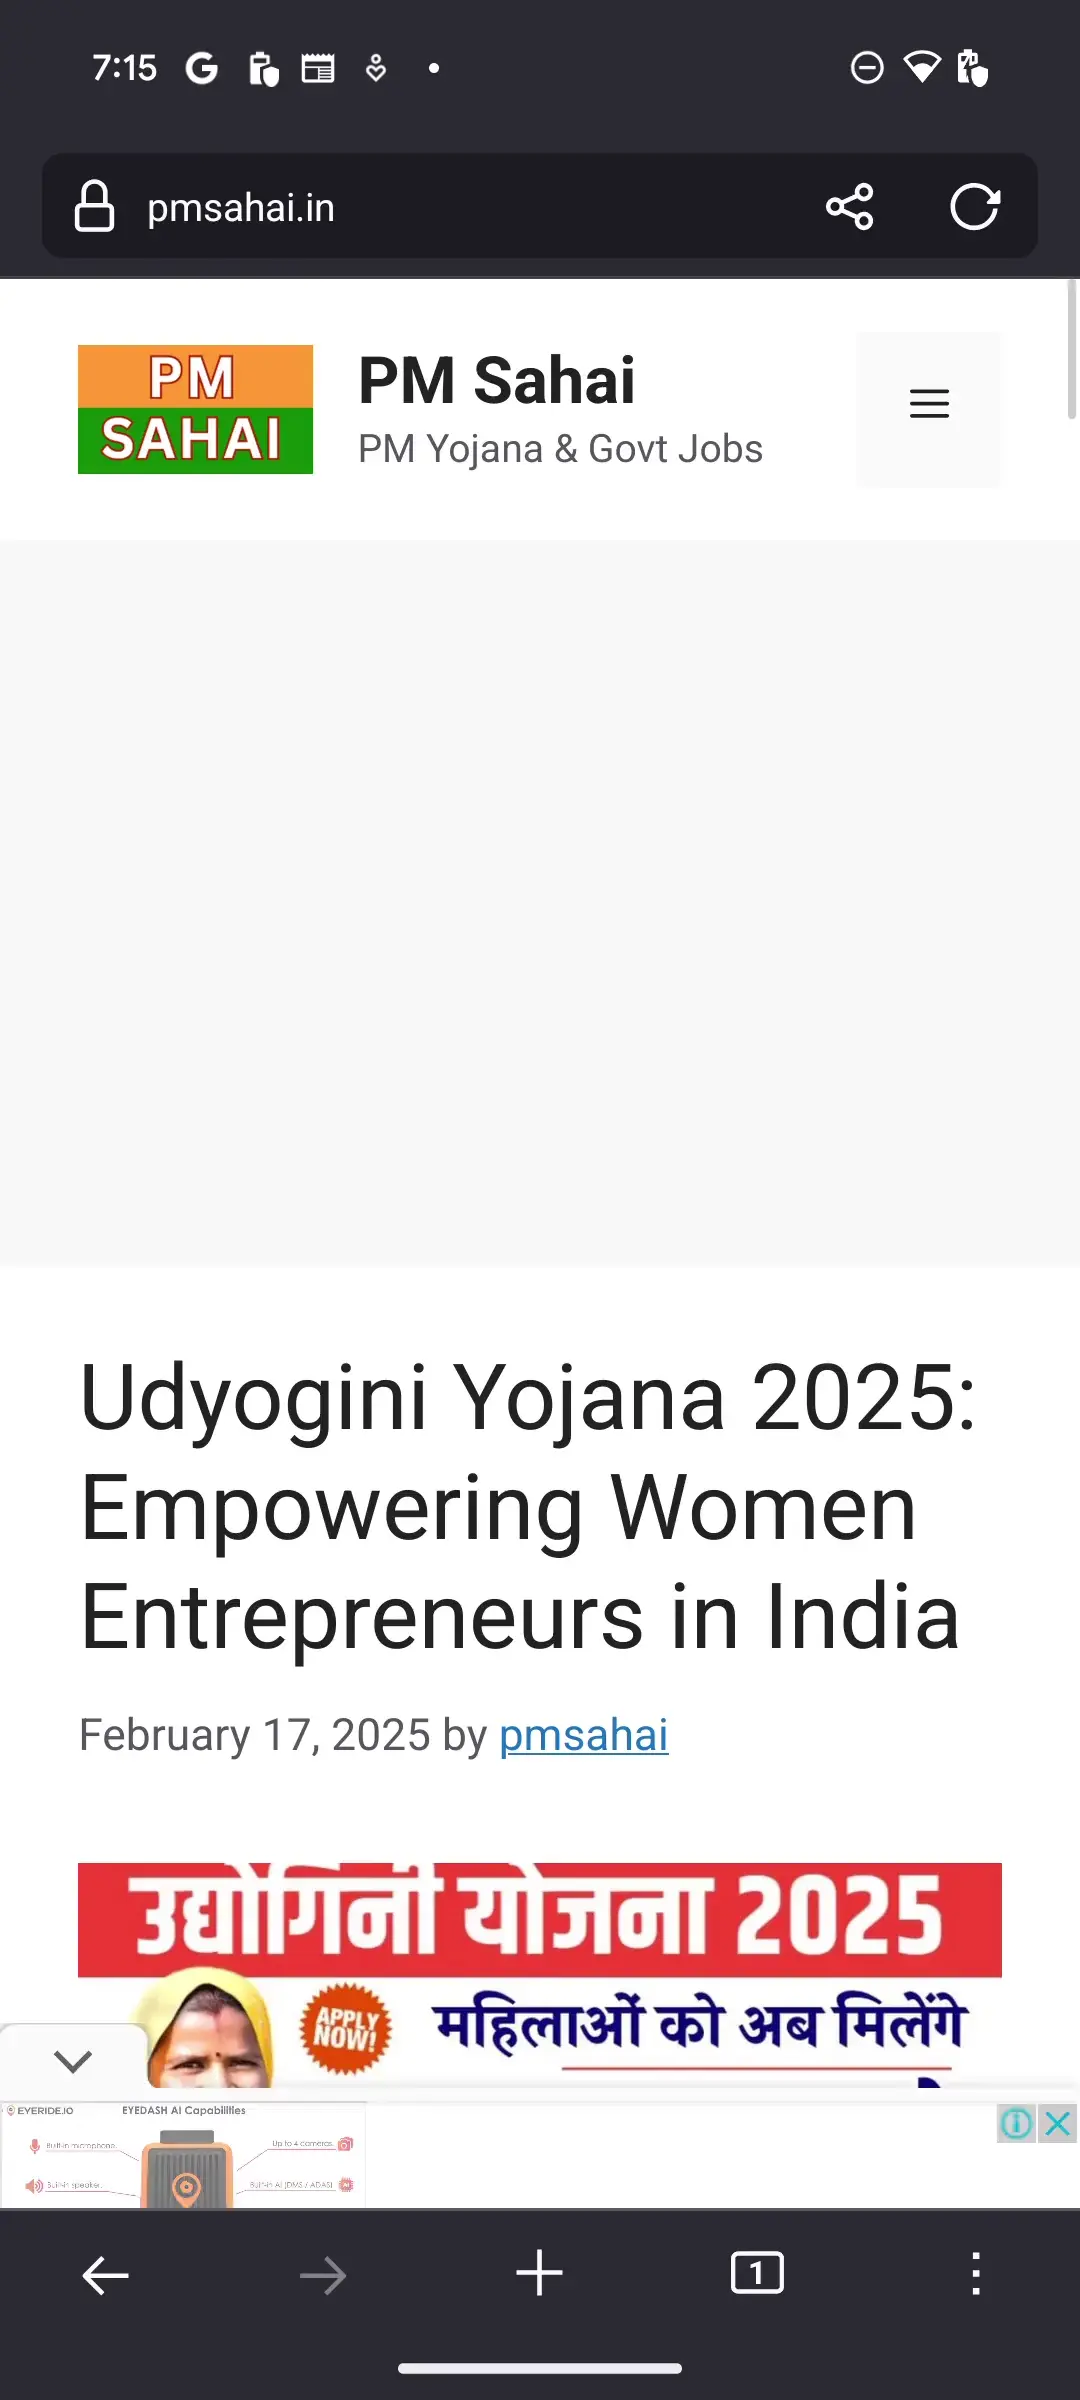 7:15
pmsahai.in
PM
SAHAI
PM Sahai
PM Yojana & Govt Jobs
Udyogini Yojana 2025:
Empowering Women
Entrepreneurs in India
February 17, 2025 by pmsahai
उद्योगिनी योजना 2025
APPLY
NOW!
महिलाओं को अब मिलेंगे
EYERIDE.IO
EYEDASH AI Capabilities
Built-in microphone.
Up to 4 cameras.
Built-in speaker.
Built-in AI (DMS / ADAS)
1